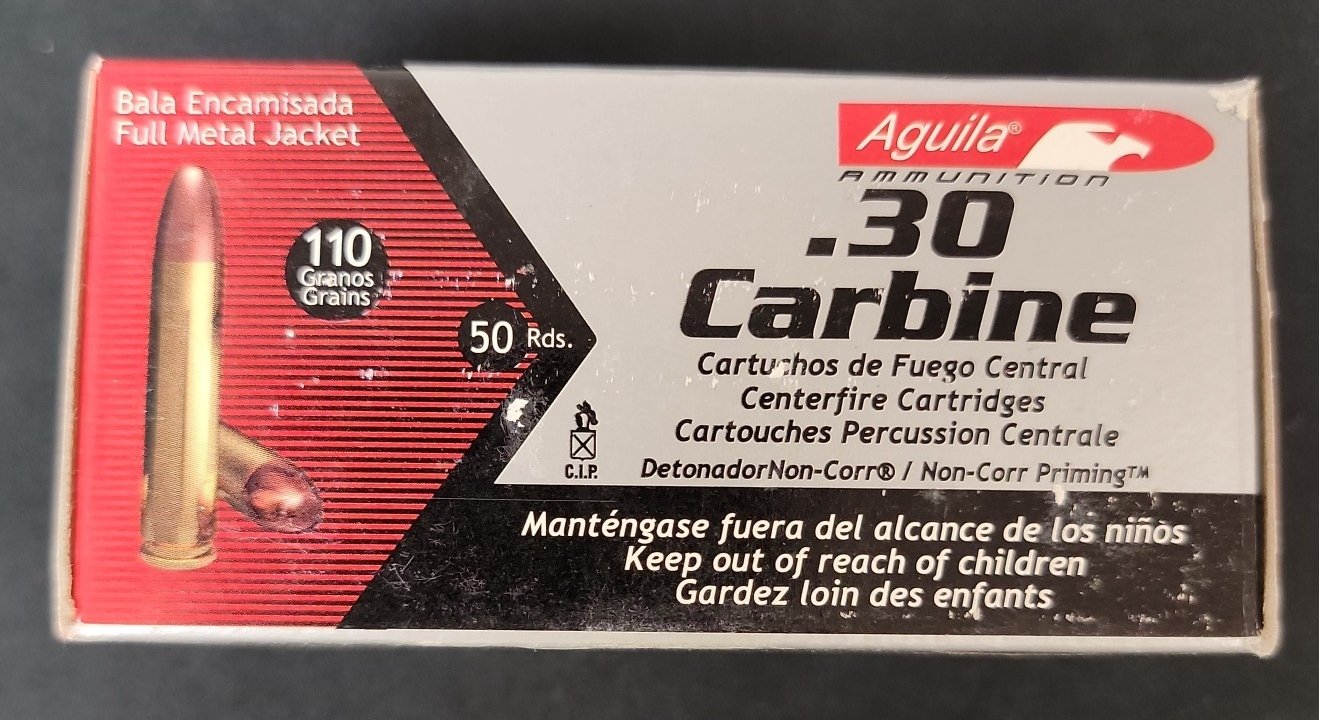 Bala Encamisada
Full Metal Jacket
110
Granos
Grains
50 Rds.
Aguila®
AMMUNITION
.30
Carbine
Cartuchos de Fuego Central
Centerfire Cartridges
Cartouches Percussion Centrale
C.I.P.
DetonadorNon-Corr® / Non-Corr Priming™
Manténgase fuera del alcance de los niños
Keep out of reach of children
Gardez loin des enfants